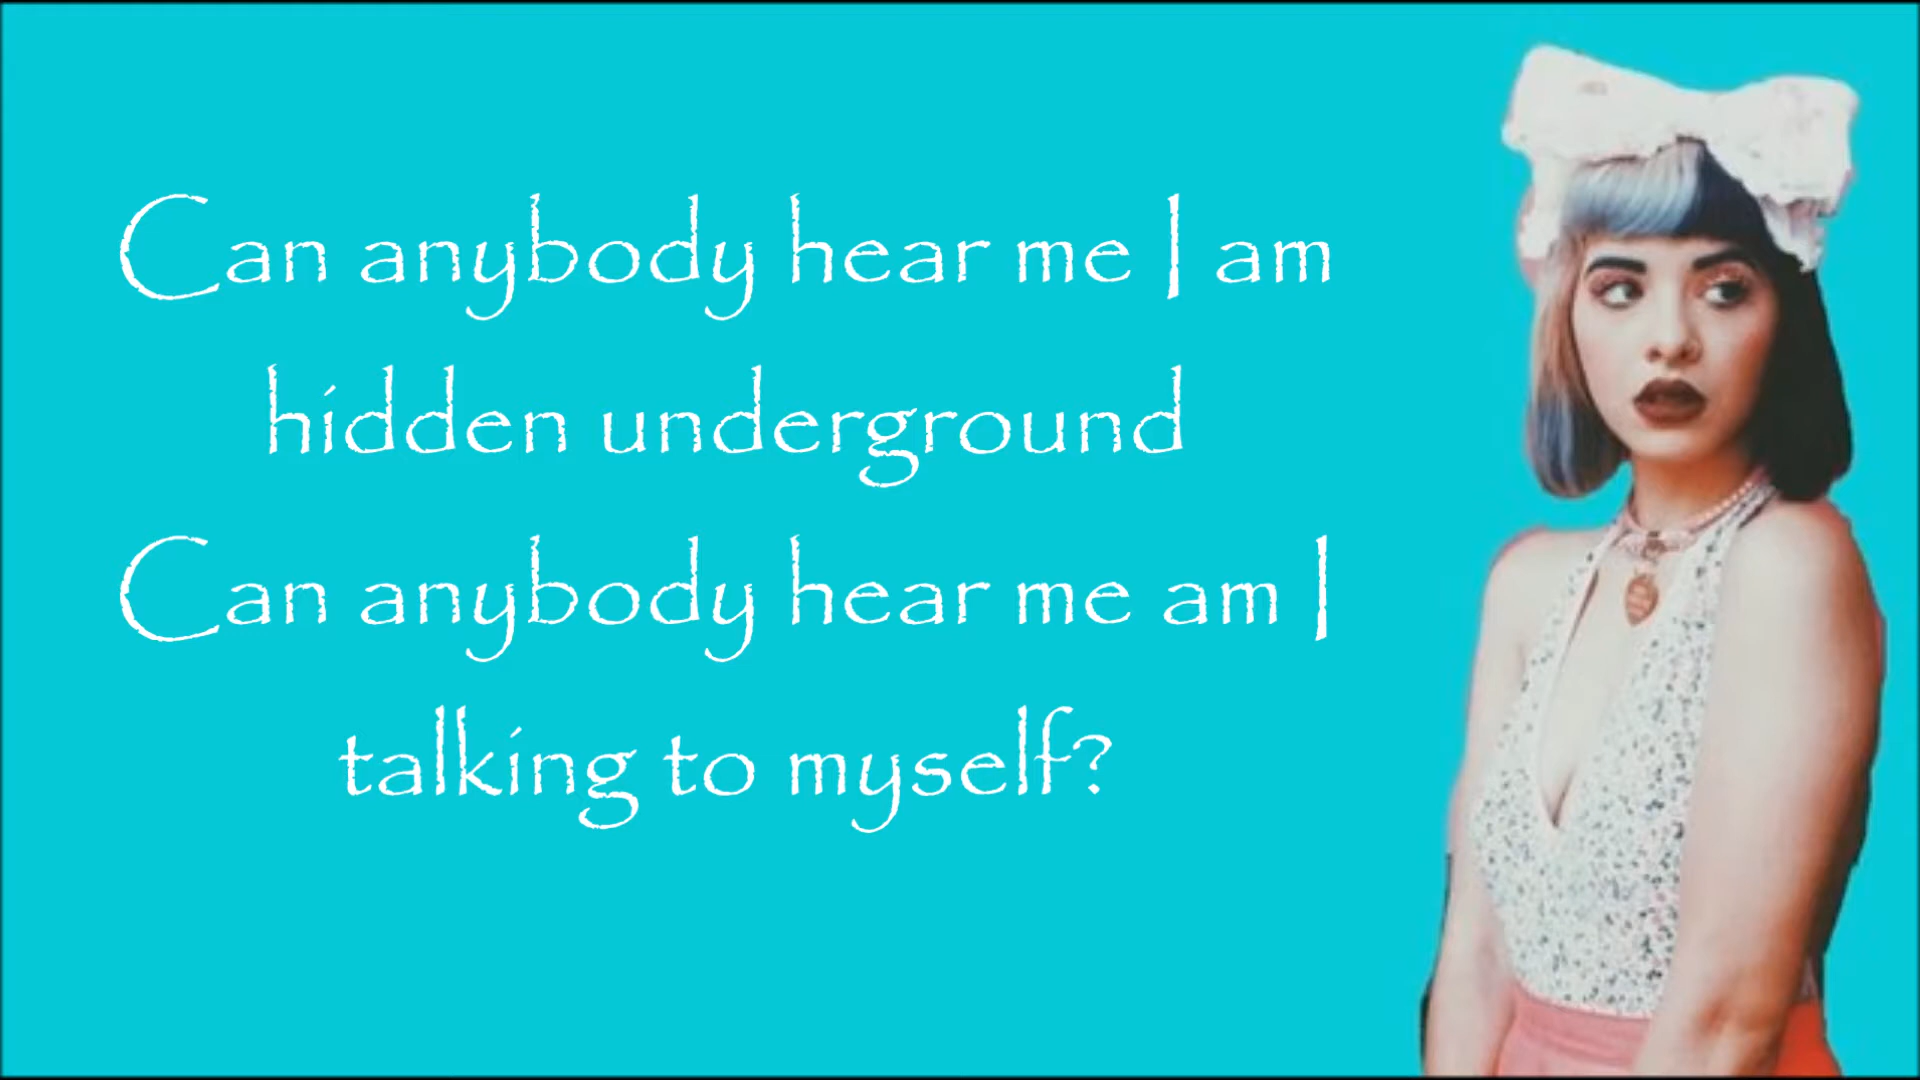 Can anybody hear me I am
hidden underground
Can anybody hear me am I
talking to myself?